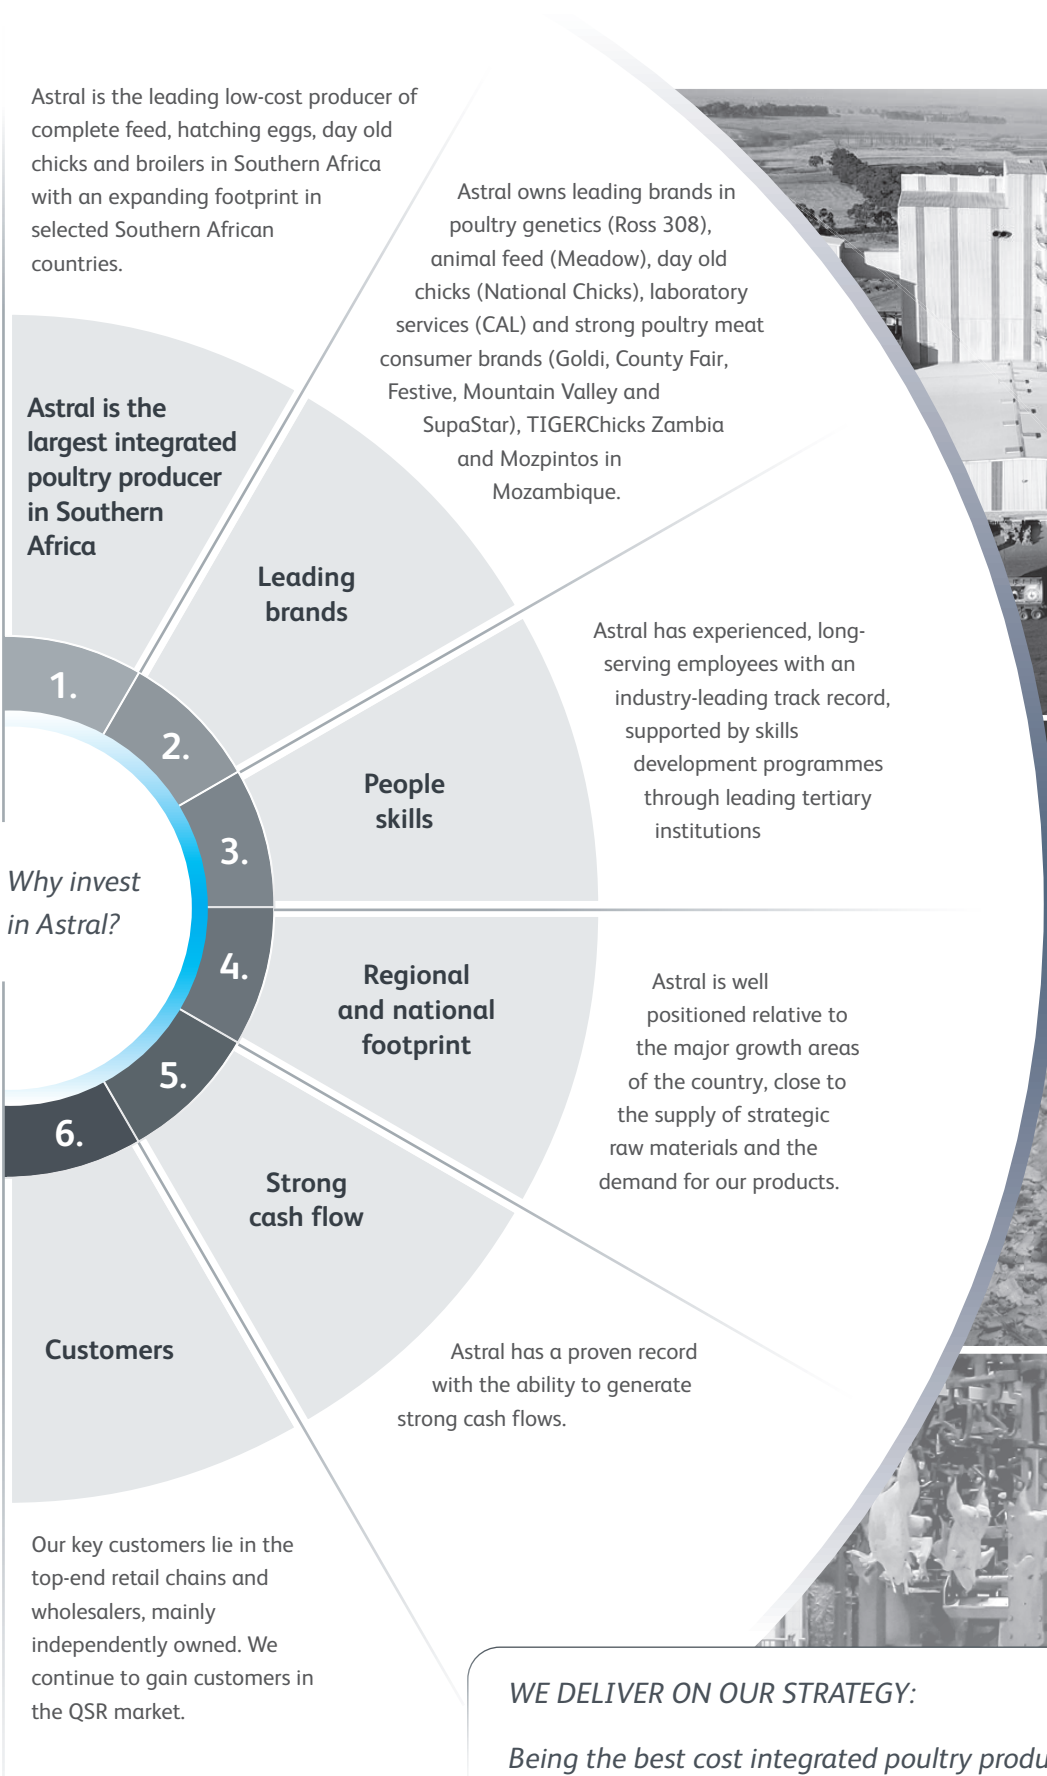 Astral is the leading low-cost producer of
complete feed, hatching eggs, day old
chicks and broilers in Southern Africa
with an expanding footprint in
selected Southern African
countries.
Astral is the
largest integrated
poultry producer
in Southern
Africa
1.
Astral owns leading brands in
poultry genetics (Ross 308),
animal feed (Meadow), day old
chicks (National Chicks), laboratory
services (CAL) and strong poultry meat
consumer brands (Goldi, County Fair,
Festive, Mountain Valley and
SupaStar), TIGERChicks Zambia
and Mozpintos in
Mozambique.
Leading
brands
2.
Astral has experienced, long-
serving employees with an
industry-leading track record,
supported by skills
development programmes
through leading tertiary
institutions
People
skills
3.
Why invest
in Astral?
4.
Regional
and national
footprint
Astral is well
positioned relative to
the major growth areas
of the country, close to
the supply of strategic
raw materials and the
demand for our products.
5.
Strong
cash flow
Astral has a proven record
with the ability to generate
strong cash flows.
6.
Customers
Our key customers lie in the
top-end retail chains and
wholesalers, mainly
independently owned. We
continue to gain customers in
the QSR market.
WE DELIVER ON OUR STRATEGY:
Being the best cost integrated poultry produ